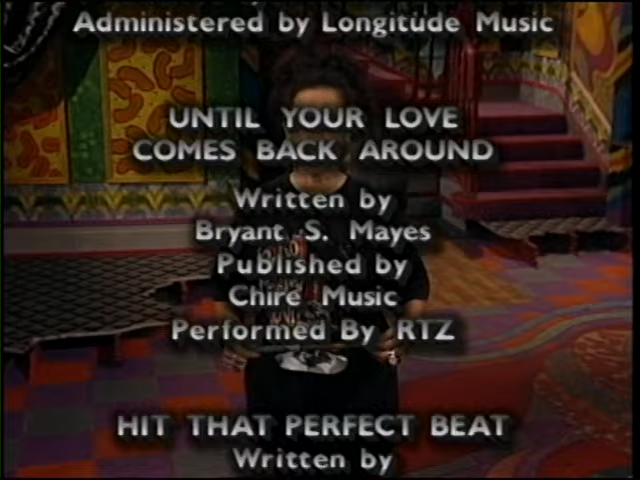 Administered by Longitude Music
UNTIL YOUR LOVE
COMES BACK AROUND
Written by
Bryant S. Mayes
Published by
Chire Music
Performed By RTZ
HIT THAT PERFECT BEAT
Written by